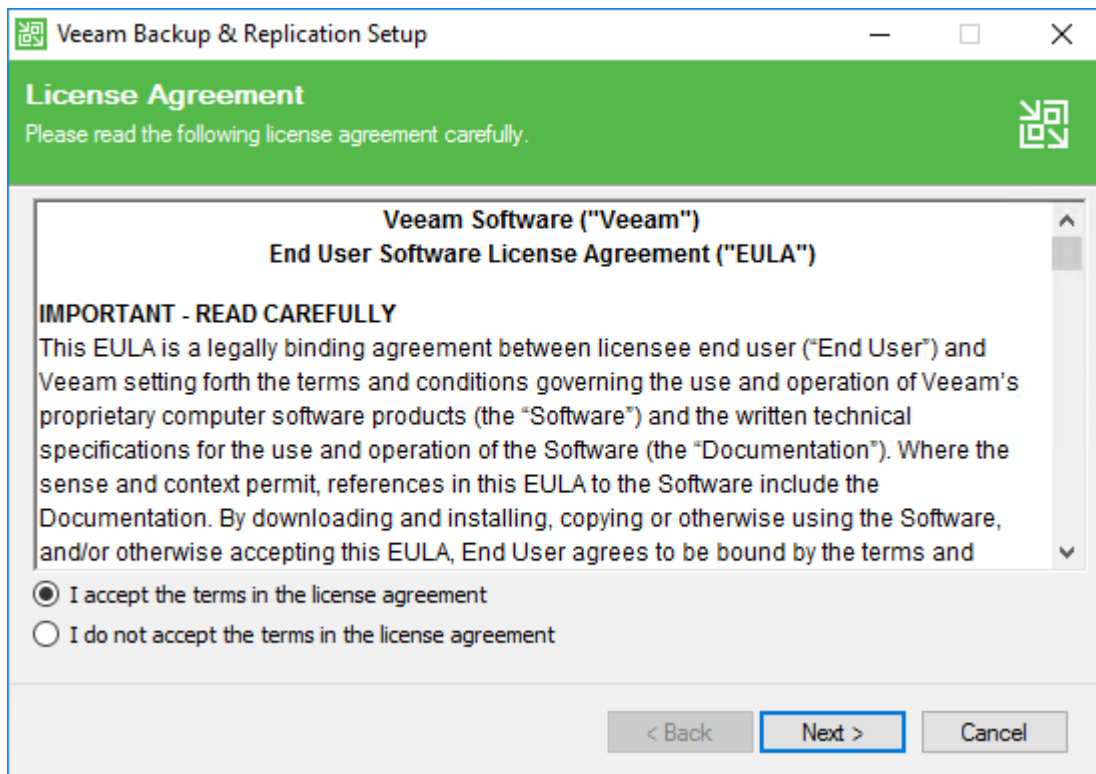 Veeam Backup & Replication Setup
License Agreement
Please read the following license agreement carefully.
Veeam Software ("Veeam")
End User Software License Agreement ("EULA")
IMPORTANT - READ CAREFULLY
This EULA is a legally binding agreement between licensee end user (“End User”) and
Veeam setting forth the terms and conditions governing the use and operation of Veeam’s
proprietary computer software products (the “Software”) and the written technical
specifications for the use and operation of the Software (the “Documentation”). Where the
sense and context permit, references in this EULA to the Software include the
Documentation. By downloading and installing, copying or otherwise using the Software,
and/or otherwise accepting this EULA, End User agrees to be bound by the terms and
I accept the terms in the license agreement
I do not accept the terms in the license agreement
< Back Next > Cancel